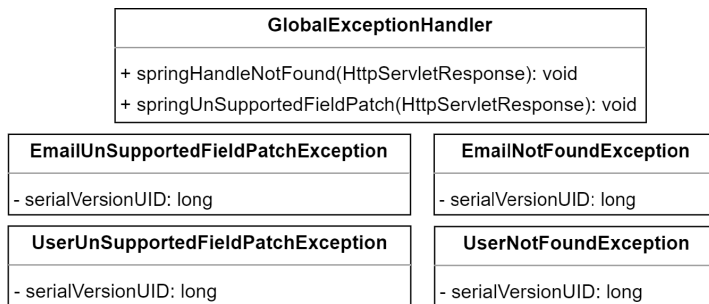 GlobalExceptionHandler
+ springHandleNotFound(HttpServletResponse): void
+ springUnSupportedFieldPatch(HttpServletResponse): void
EmailUnSupportedFieldPatchException
- serialVersionUID: long
EmailNotFoundException
- serialVersionUID: long
UserUnSupportedFieldPatchException
- serialVersionUID: long
UserNotFoundException
- serialVersionUID: long